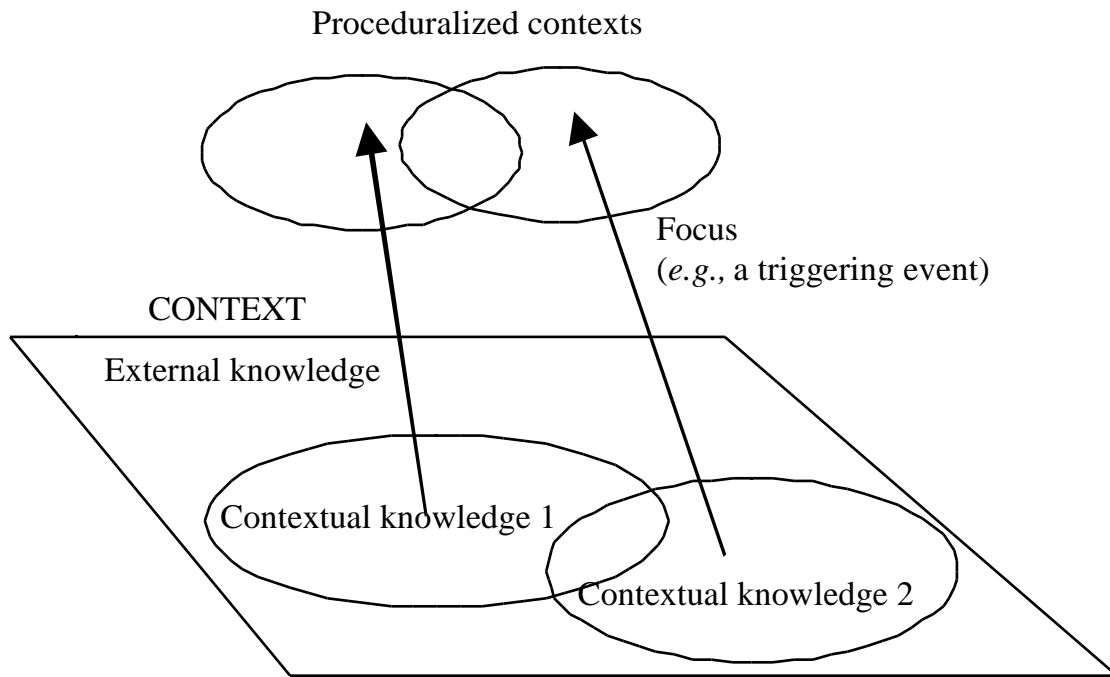 Proceduralized contexts
Focus
(e.g., a triggering event)
CONTEXT
External knowledge
Contextual knowledge 1
Contextual knowledge 2